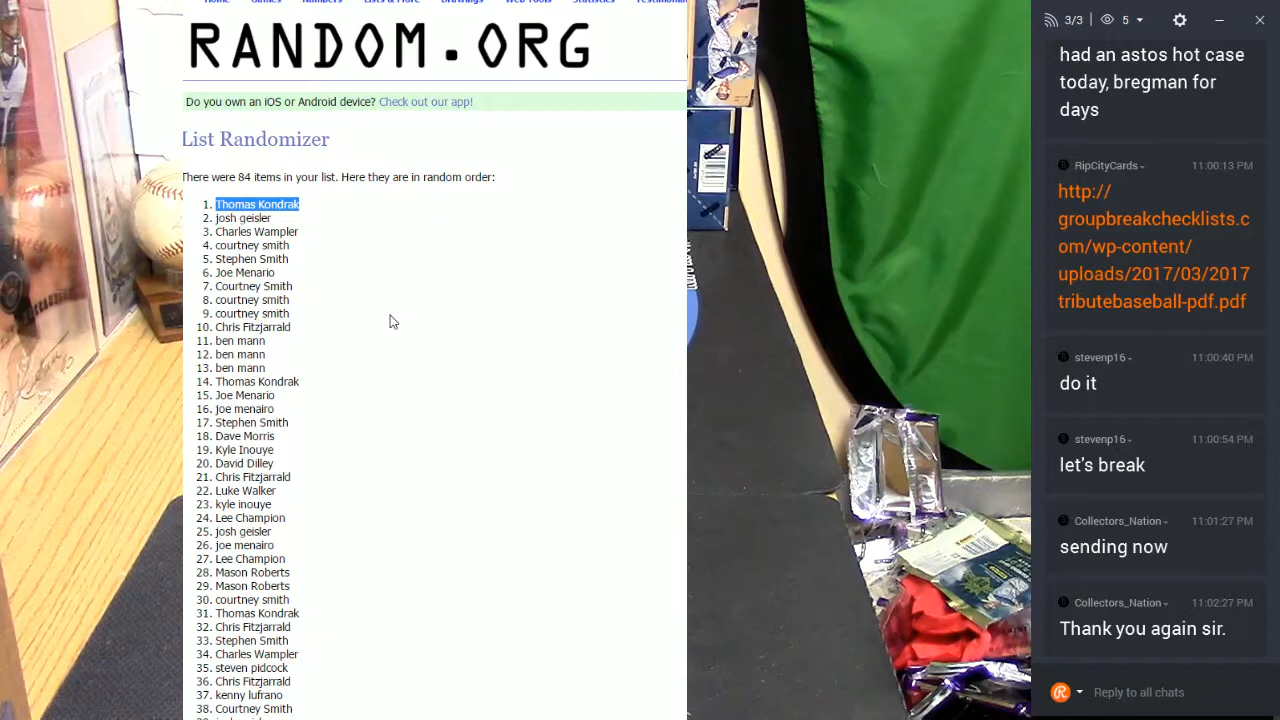 Home Games Numbers Lists & More Drawings Web Tools Statistics Testimonia
RANDOM.ORG
Do you own an iOS or Android device? Check out our app!
List Randomizer
There were 84 items in your list. Here they are in random order:
1. Thomas Kondrak
2. josh geisler
3. Charles Wampler
4. courtney smith
5. Stephen Smith
6. Joe Menario
7. Courtney Smith
8. courtney smith
9. courtney smith
10. Chris Fitzjarrald
11. ben mann
12. ben mann
13. ben mann
14. Thomas Kondrak
15. Joe Menario
16. joe menairo
17. Stephen Smith
18. Dave Morris
19. Kyle Inouye
20. David Dilley
21. Chris Fitzjarrald
22. Luke Walker
23. kyle inouye
24. Lee Champion
25. josh geisler
26. joe menairo
27. Lee Champion
28. Mason Roberts
29. Mason Roberts
30. courtney smith
31. Thomas Kondrak
32. Chris Fitzjarrald
33. Stephen Smith
34. Charles Wampler
35. steven pidcock
36. Chris Fitzjarrald
37. kenny lufrano
38. Courtney Smith
3/3 | 5
had an astos hot case
today, bregman for
days
RipCityCards 11:00:13 PM
http://
groupbreakchecklists.c
om/wp-content/
uploads/2017/03/2017
tributebaseball-pdf.pdf
stevenp16 11:00:40 PM
do it
stevenp16 11:00:54 PM
let's break
Collectors_Nation 11:01:27 PM
sending now
Collectors_Nation 11:02:27 PM
Thank you again sir.
Reply to all chats